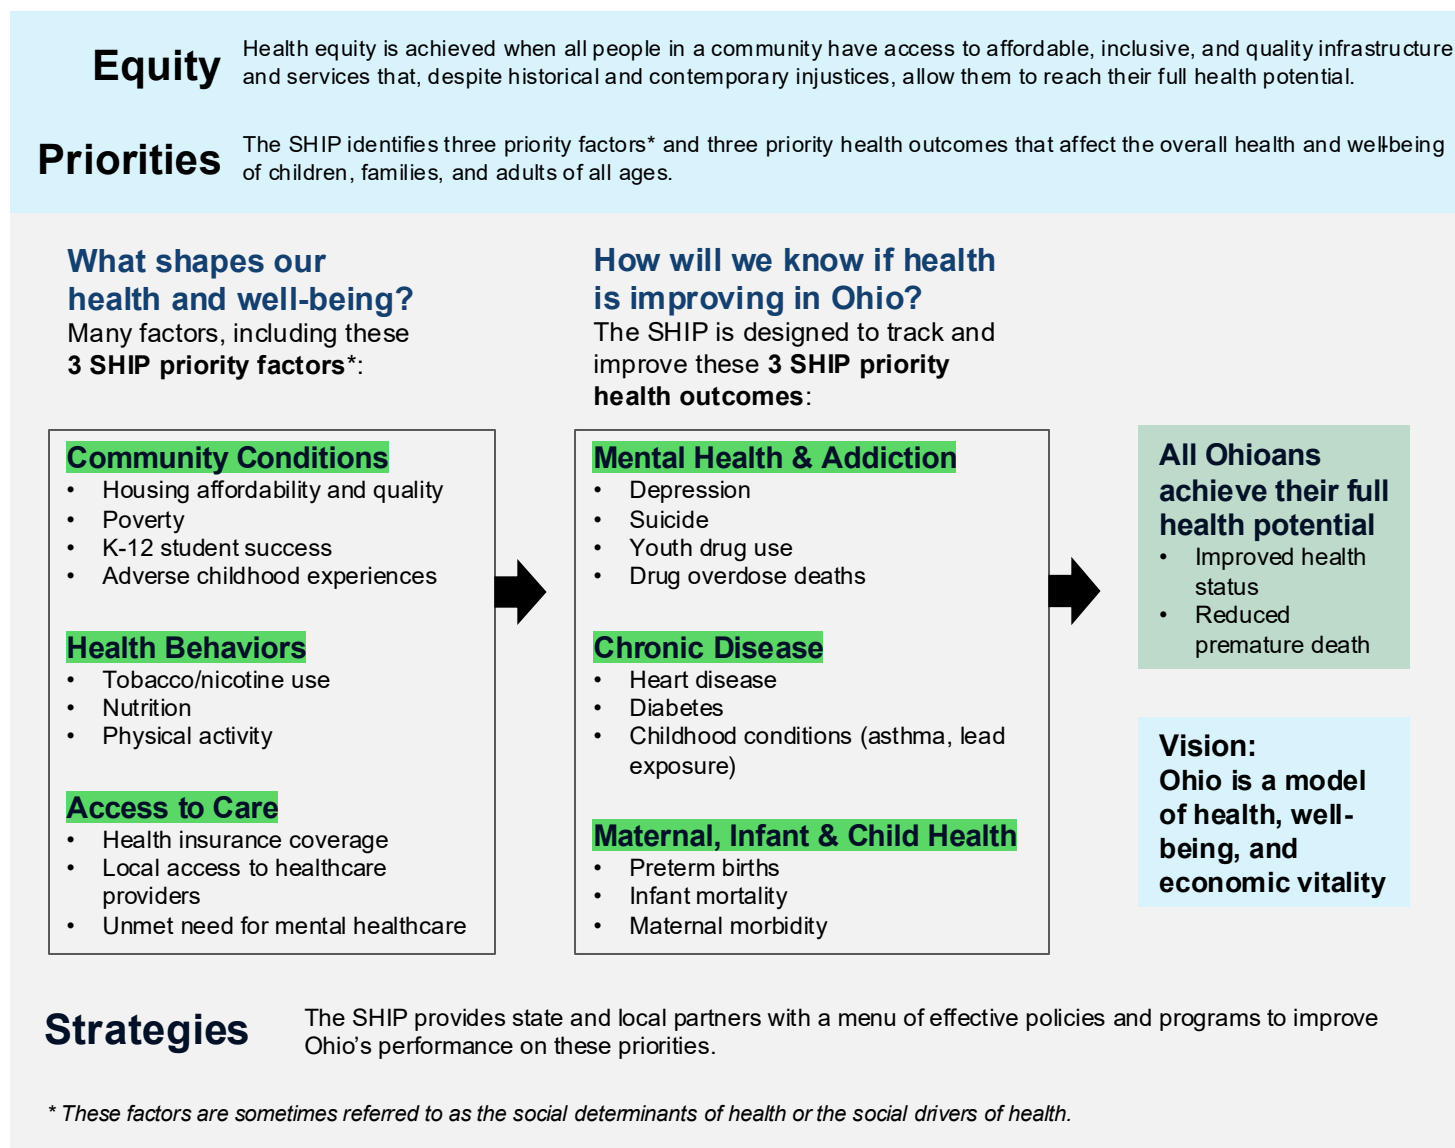 Equity
Health equity is achieved when all people in a community have access to affordable, inclusive, and quality infrastructure
and services that, despite historical and contemporary injustices, allow them to reach their full health potential.
Priorities
The SHIP identifies three priority factors* and three priority health outcomes that affect the overall health and well-being
of children, families, and adults of all ages.
What shapes our
health and well-being?
Many factors, including these
3 SHIP priority factors*:
Community Conditions
• Housing affordability and quality
• Poverty
• K-12 student success
• Adverse childhood experiences
Health Behaviors
• Tobacco/nicotine use
• Nutrition
• Physical activity
Access to Care
• Health insurance coverage
• Local access to healthcare
providers
• Unmet need for mental healthcare
How will we know if health
is improving in Ohio?
The SHIP is designed to track and
improve these 3 SHIP priority
health outcomes:
Mental Health & Addiction
• Depression
• Suicide
• Youth drug use
• Drug overdose deaths
Chronic Disease
• Heart disease
• Diabetes
• Childhood conditions (asthma, lead
exposure)
Maternal, Infant & Child Health
• Preterm births
• Infant mortality
• Maternal morbidity
All Ohioans
achieve their full
health potential
• Improved health
status
• Reduced
premature death
Vision:
Ohio is a model
of health, well-
being, and
economic vitality
Strategies
The SHIP provides state and local partners with a menu of effective policies and programs to improve
Ohio’s performance on these priorities.
* These factors are sometimes referred to as the social determinants of health or the social drivers of health.